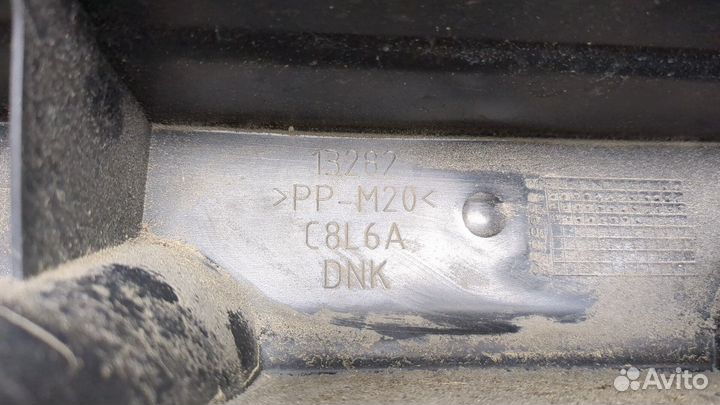 13282
>PP-M20<
C8L6A
DNK
Avito